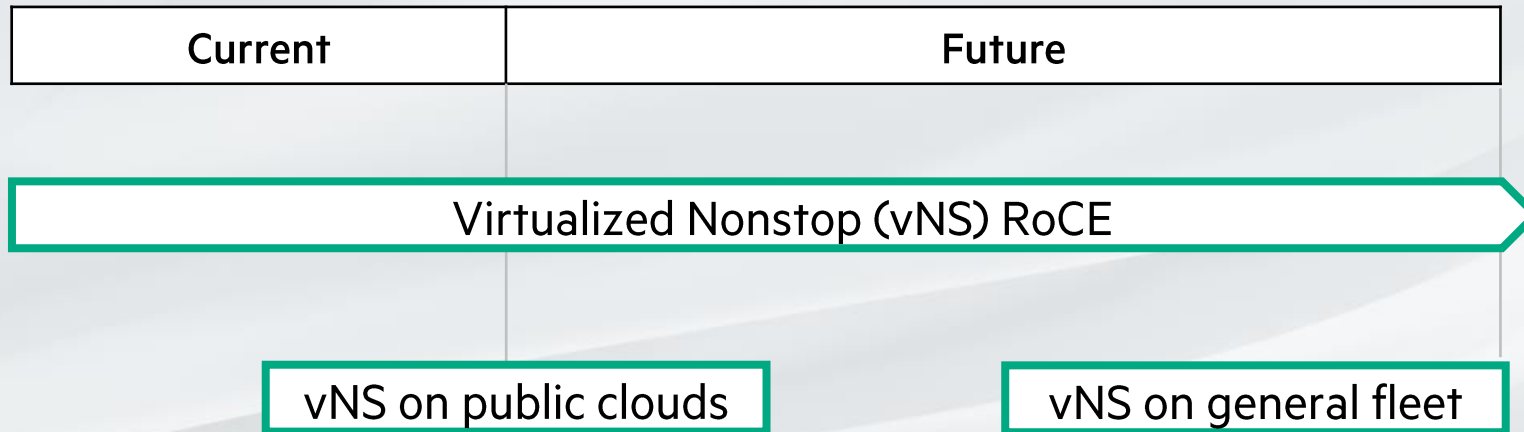 Current
Future
Virtualized Nonstop (vNS) RoCE
vNS on public clouds
vNS on general fleet